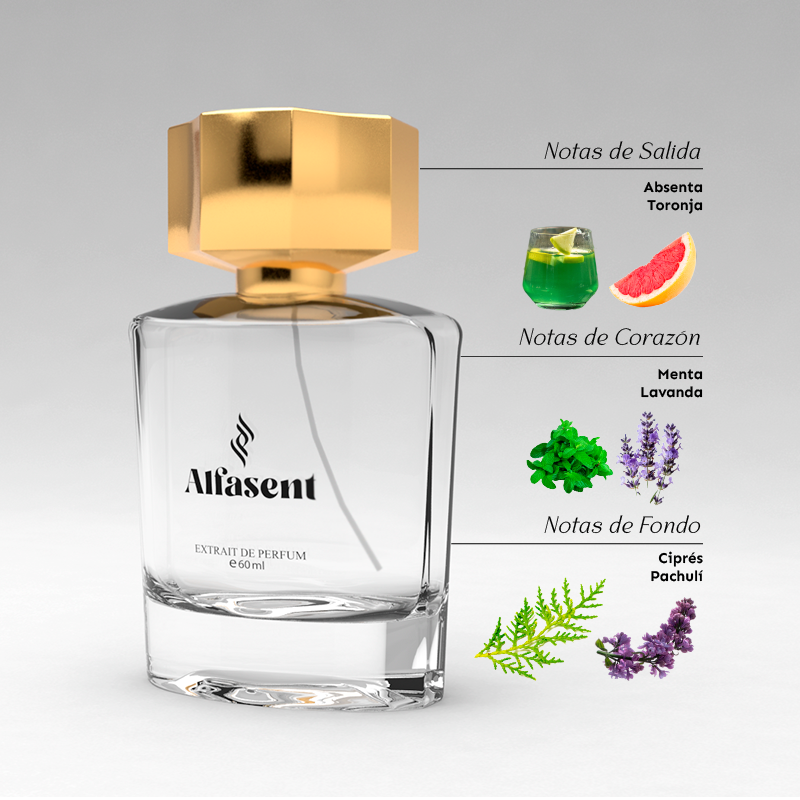 Notas de Salida
Absenta
Toronja
Notas de Corazón
Menta
Lavanda
Notas de Fondo
Ciprés
Pachulí
Alfasent
EXTRAIT DE PERFUM
℮60ml